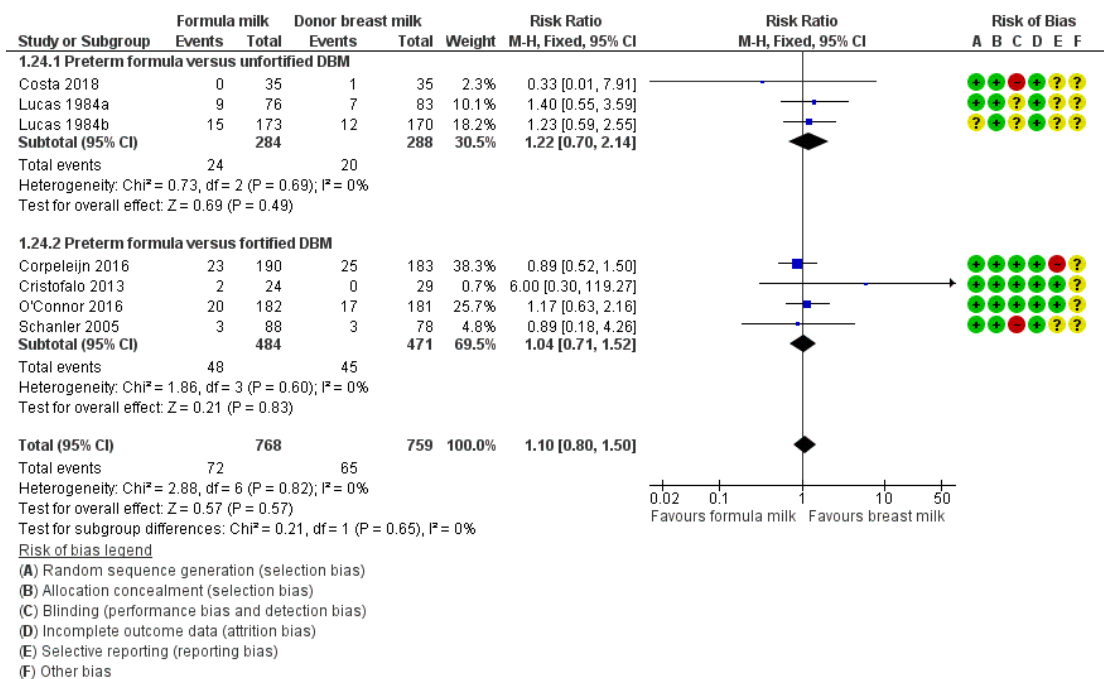 Formula milk Donor breast milk Risk Ratio Risk Ratio Risk of Bias
Study or Subgroup Events Total Events Total Weight M-H, Fixed, 95% CI M-H, Fixed, 95% CI A B C D E F
1.24.1 Preterm formula versus unfortified DBM
Costa 2018 0 35 1 35 2.3% 0.33 [0.01, 7.91] + + - + ? ?
Lucas 1984a 9 76 7 83 10.1% 1.40 [0.55, 3.59] + + ? + ? ?
Lucas 1984b 15 173 12 170 18.2% 1.23 [0.59, 2.55] ? + ? + ? ?
Subtotal (95% CI) 284 288 30.5% 1.22 [0.70, 2.14]
Total events 24 20
Heterogeneity: Chi² = 0.73, df = 2 (P = 0.69); I² = 0%
Test for overall effect: Z = 0.69 (P = 0.49)
1.24.2 Preterm formula versus fortified DBM
Corpeleijn 2016 23 190 25 183 38.3% 0.89 [0.52, 1.50] + + + + - ?
Cristofalo 2013 2 24 0 29 0.7% 6.00 [0.30, 119.27] + + + + + ?
O'Connor 2016 20 182 17 181 25.7% 1.17 [0.63, 2.16] + + + + + ?
Schanler 2005 3 88 3 78 4.8% 0.89 [0.18, 4.26] + + - + ? ?
Subtotal (95% CI) 484 471 69.5% 1.04 [0.71, 1.52]
Total events 48 45
Heterogeneity: Chi² = 1.86, df = 3 (P = 0.60); I² = 0%
Test for overall effect: Z = 0.21 (P = 0.83)
Total (95% CI) 768 759 100.0% 1.10 [0.80, 1.50]
Total events 72 65
Heterogeneity: Chi² = 2.88, df = 6 (P = 0.82); I² = 0%
Test for overall effect: Z = 0.57 (P = 0.57)
Test for subgroup differences: Chi² = 0.21, df = 1 (P = 0.65), I² = 0%
0.02 0.1 1 10 50
Favours formula milk Favours breast milk
Risk of bias legend
(A) Random sequence generation (selection bias)
(B) Allocation concealment (selection bias)
(C) Blinding (performance bias and detection bias)
(D) Incomplete outcome data (attrition bias)
(E) Selective reporting (reporting bias)
(F) Other bias